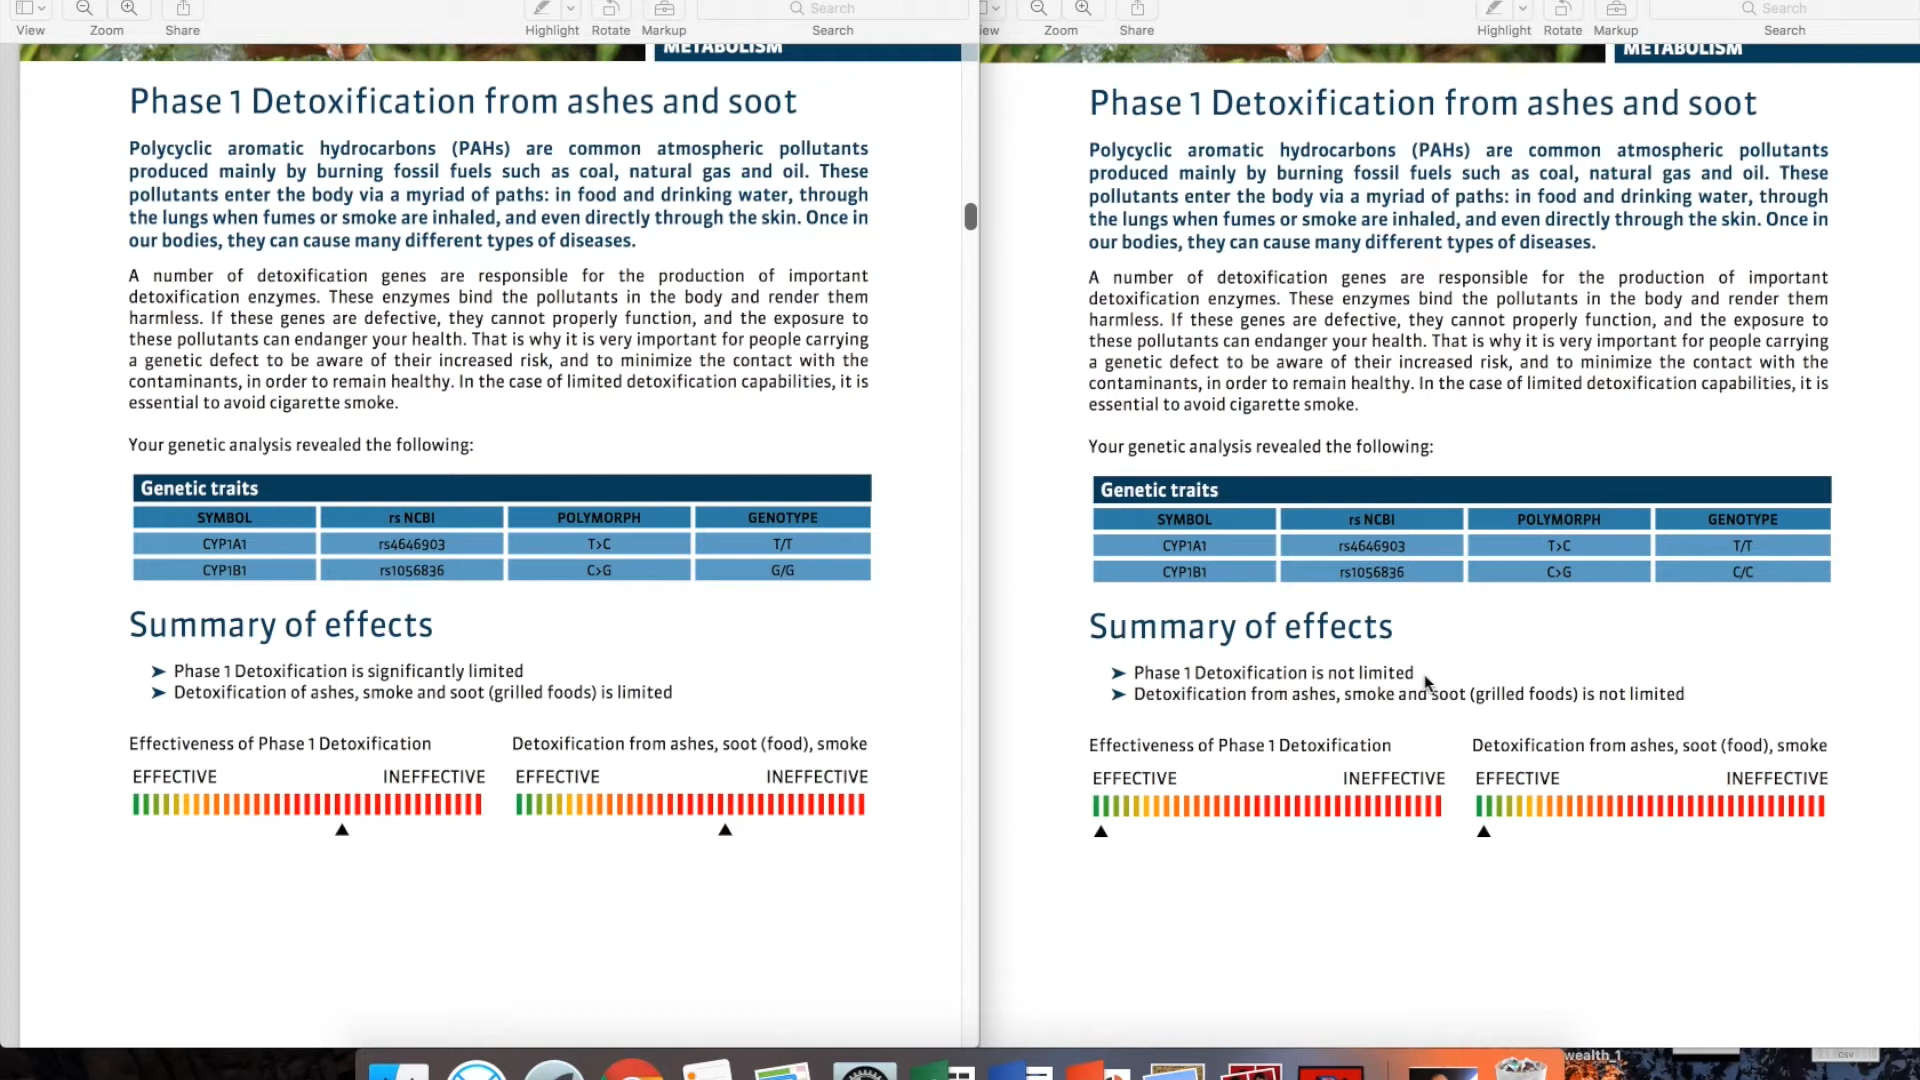 View Zoom Share Highlight Rotate Markup Search
Search
METABOLISM
Phase 1 Detoxification from ashes and soot
Polycyclic aromatic hydrocarbons (PAHs) are common atmospheric pollutants
produced mainly by burning fossil fuels such as coal, natural gas and oil. These
pollutants enter the body via a myriad of paths: in food and drinking water, through
the lungs when fumes or smoke are inhaled, and even directly through the skin. Once in
our bodies, they can cause many different types of diseases.
A number of detoxification genes are responsible for the production of important
detoxification enzymes. These enzymes bind the pollutants in the body and render them
harmless. If these genes are defective, they cannot properly function, and the exposure to
these pollutants can endanger your health. That is why it is very important for people carrying
a genetic defect to be aware of their increased risk, and to minimize the contact with the
contaminants, in order to remain healthy. In the case of limited detoxification capabilities, it is
essential to avoid cigarette smoke.
Your genetic analysis revealed the following:
Genetic traits
SYMBOL rs NCBI POLYMORPH GENOTYPE
CYP1A1 rs4646903 T>C T/T
CYP1B1 rs1056836 C>G G/G
Summary of effects
➤ Phase 1 Detoxification is significantly limited
➤ Detoxification of ashes, smoke and soot (grilled foods) is limited
Effectiveness of Phase 1 Detoxification Detoxification from ashes, soot (food), smoke
EFFECTIVE INEFFECTIVE EFFECTIVE INEFFECTIVE
iew Zoom Share Highlight Rotate Markup Search
Search
METABOLISM
Phase 1 Detoxification from ashes and soot
Polycyclic aromatic hydrocarbons (PAHs) are common atmospheric pollutants
produced mainly by burning fossil fuels such as coal, natural gas and oil. These
pollutants enter the body via a myriad of paths: in food and drinking water, through
the lungs when fumes or smoke are inhaled, and even directly through the skin. Once in
our bodies, they can cause many different types of diseases.
A number of detoxification genes are responsible for the production of important
detoxification enzymes. These enzymes bind the pollutants in the body and render them
harmless. If these genes are defective, they cannot properly function, and the exposure to
these pollutants can endanger your health. That is why it is very important for people carrying
a genetic defect to be aware of their increased risk, and to minimize the contact with the
contaminants, in order to remain healthy. In the case of limited detoxification capabilities, it is
essential to avoid cigarette smoke.
Your genetic analysis revealed the following:
Genetic traits
SYMBOL rs NCBI POLYMORPH GENOTYPE
CYP1A1 rs4646903 T>C T/T
CYP1B1 rs1056836 C>G C/C
Summary of effects
➤ Phase 1 Detoxification is not limited
➤ Detoxification from ashes, smoke and soot (grilled foods) is not limited
Effectiveness of Phase 1 Detoxification Detoxification from ashes, soot (food), smoke
EFFECTIVE INEFFECTIVE EFFECTIVE INEFFECTIVE
wealth_1
csv